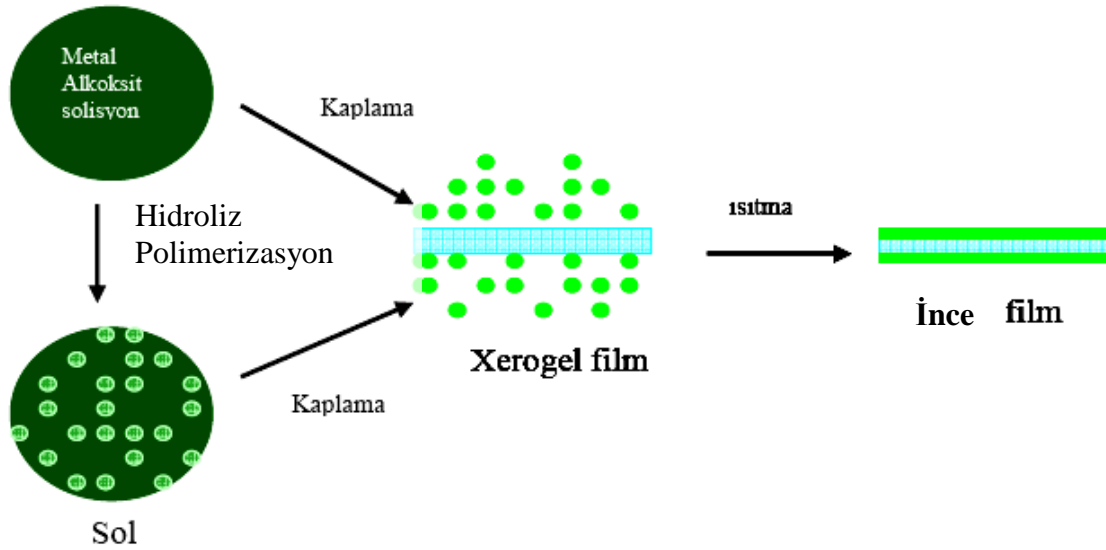 Metal
Alkoksit
solisyon
Kaplama
Hidroliz
Polimerizasyon
ısıtma
İnce film
Xerogel film
Kaplama
Sol